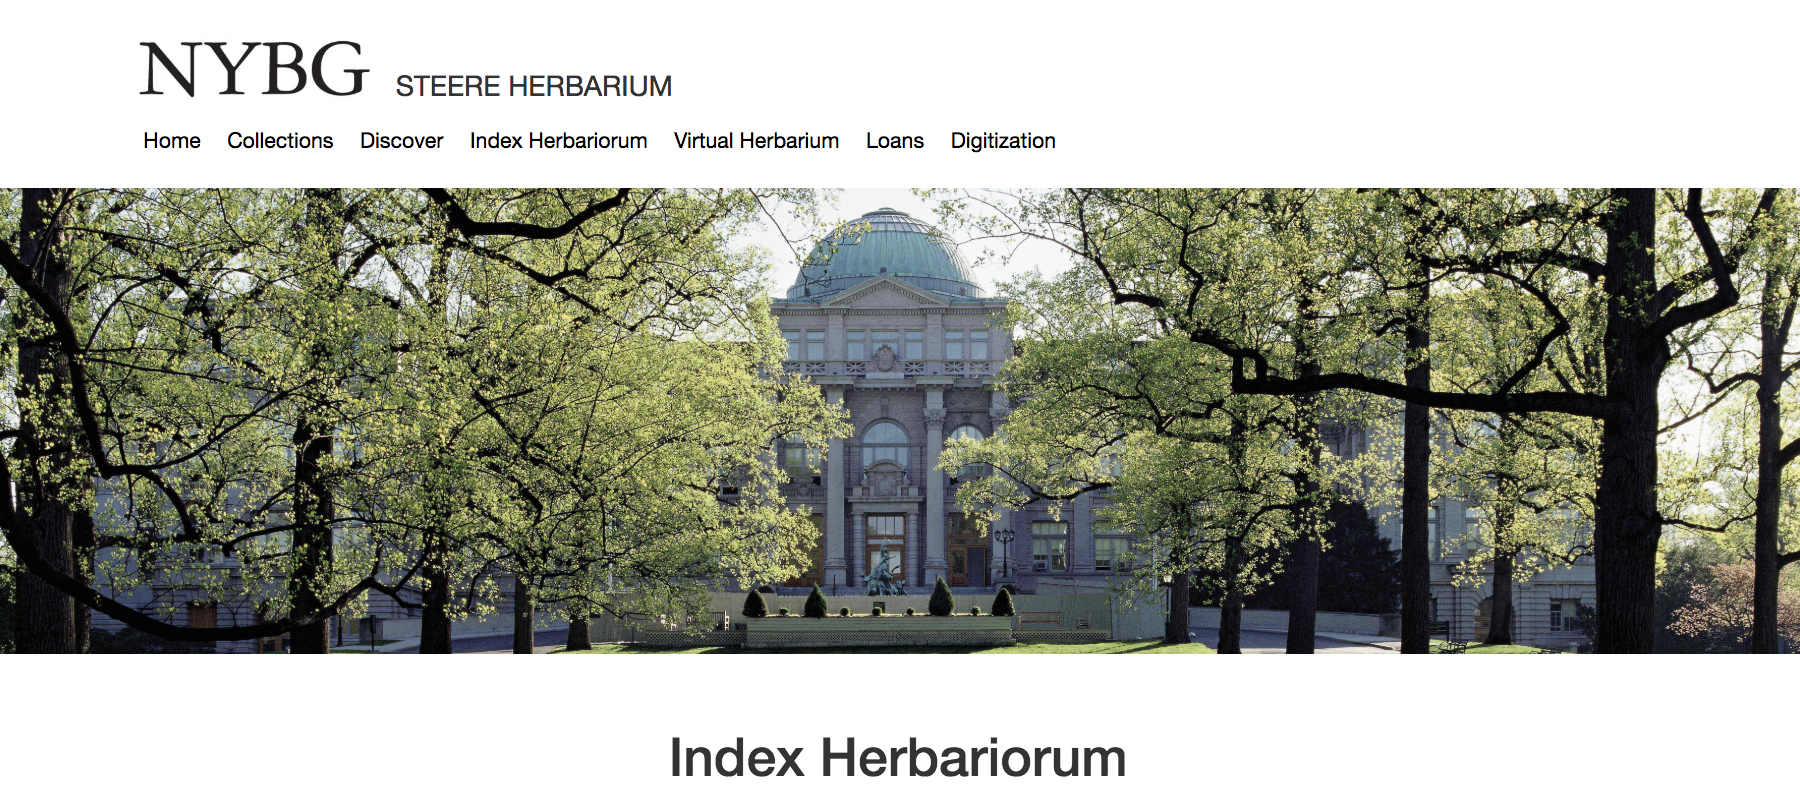 NYBG STEERE HERBARIUM
Home Collections Discover Index Herbariorum Virtual Herbarium Loans Digitization
Index Herbariorum